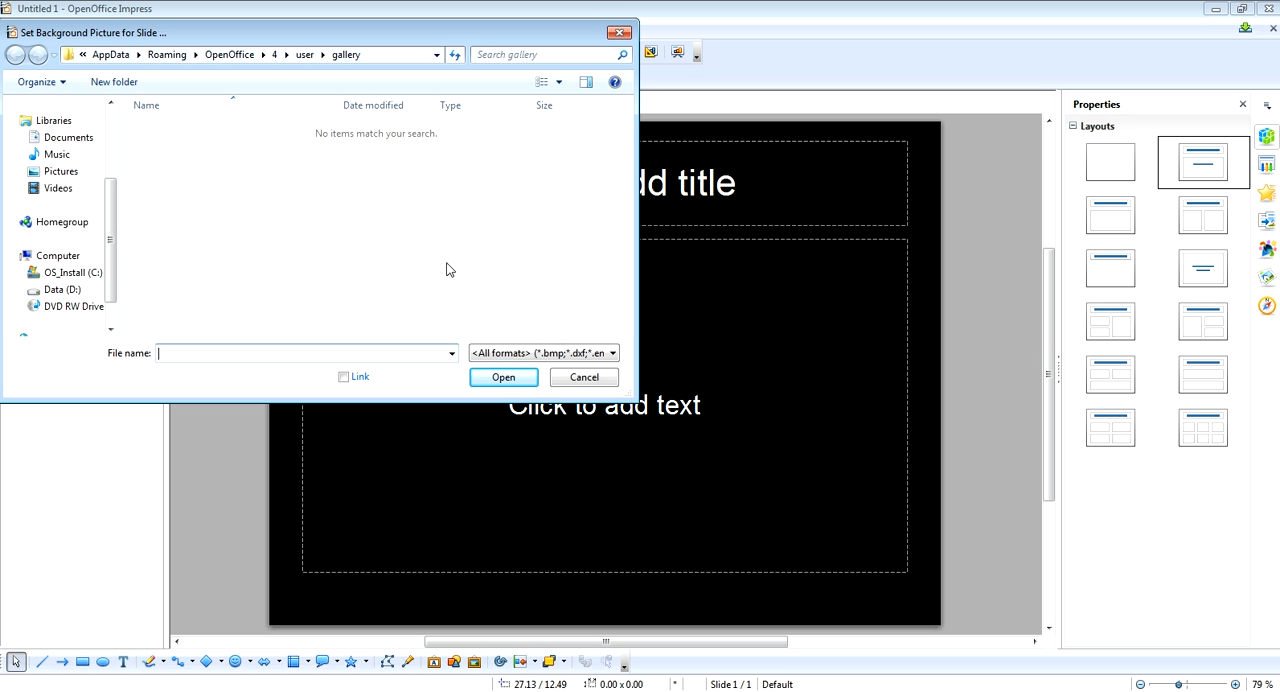 Untitled 1 - OpenOffice Impress
Set Background Picture for Slide ...
« AppData Roaming OpenOffice 4 user gallery
Search gallery
Organize New folder
Name Date modified Type Size
No items match your search.
Libraries
Documents
Music
Pictures
Videos
Homegroup
Computer
OS_Install (C:)
Data (D:)
DVD RW Drive
File name:
<All formats> (*.bmp;*.dxf;*.en
Link
Open
Cancel
dd title
Click to add text
Properties
Layouts
27.13 / 12.49
0.00 x 0.00
*
Slide 1 / 1
Default
79 %